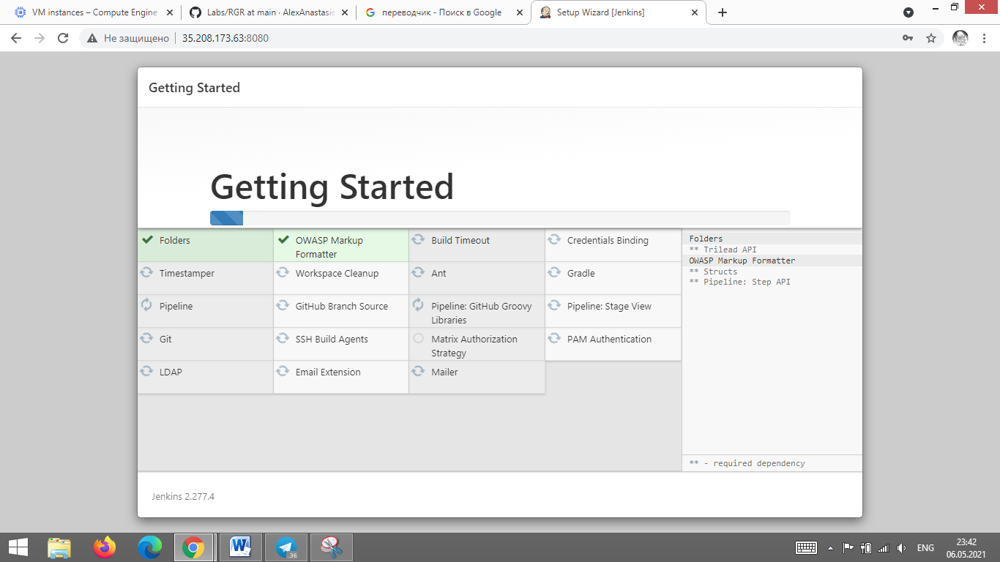 VM instances – Compute Engine
Labs/RGR at main · AlexAnastasie
переводчик - Поиск в Google
Setup Wizard [Jenkins]
Не защищено
35.208.173.63:8080
Getting Started
Getting Started
Folders
OWASP Markup
Formatter
Build Timeout
Credentials Binding
Timestamper
Workspace Cleanup
Ant
Gradle
Pipeline
GitHub Branch Source
Pipeline: GitHub Groovy
Libraries
Pipeline: Stage View
Git
SSH Build Agents
Matrix Authorization
Strategy
PAM Authentication
LDAP
Email Extension
Mailer
Folders
** Trilead API
OWASP Markup Formatter
** Structs
** Pipeline: Step API
** - required dependency
Jenkins 2.277.4
.36
ENG
23:42
06.05.2021